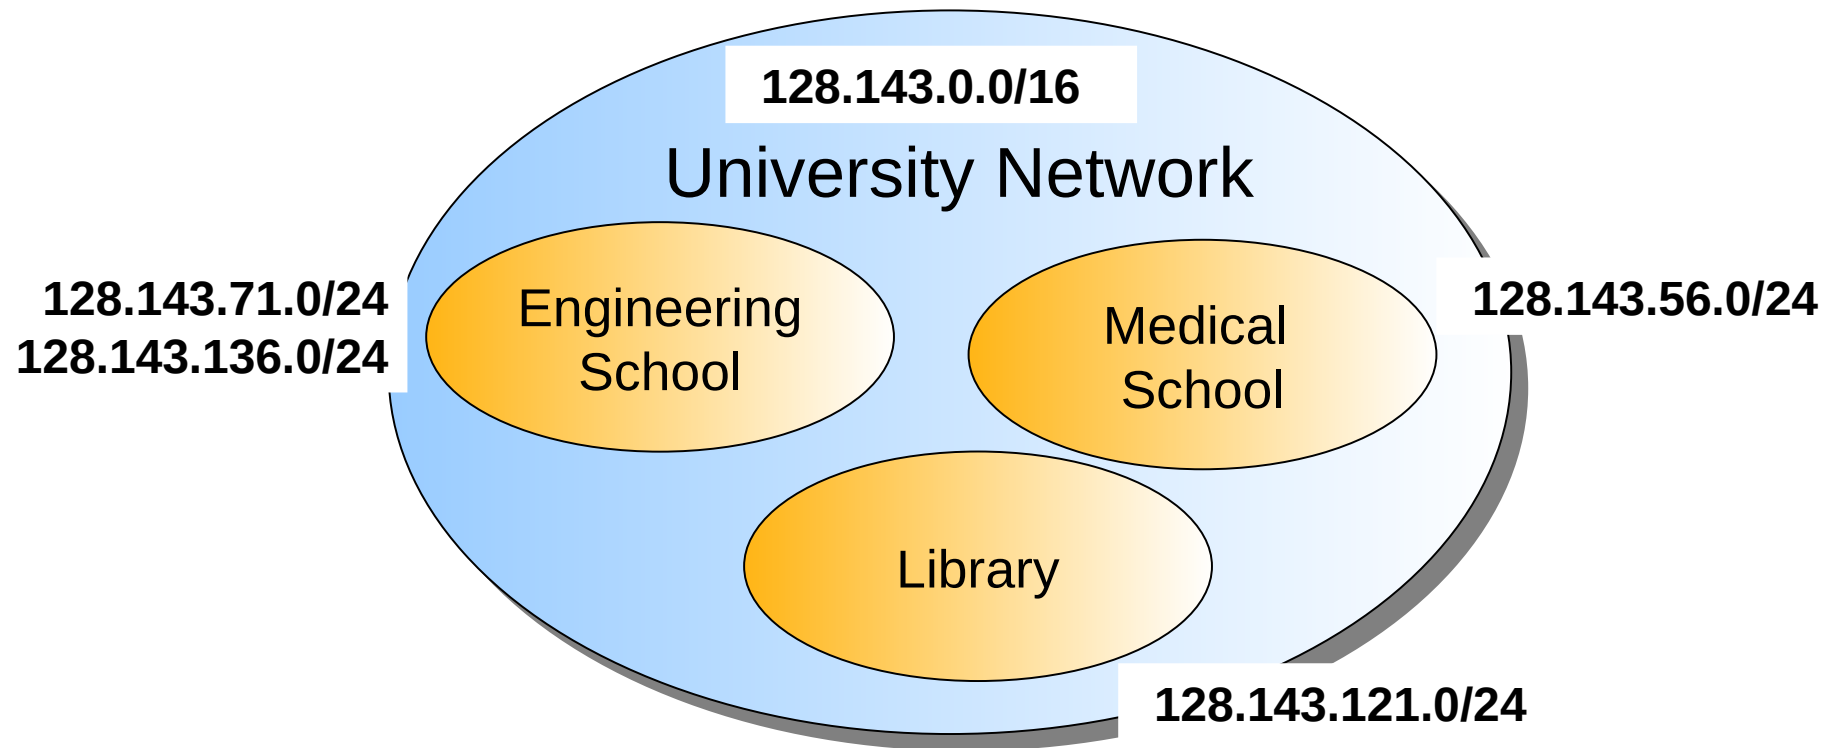 128.143.0.0/16
University Network
128.143.71.0/24
128.143.136.0/24
Engineering
School
Medical
School
128.143.56.0/24
Library
128.143.121.0/24